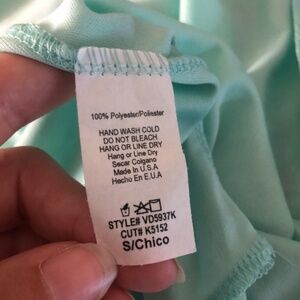 100% Polyester/Poliester
HAND WASH COLD
DO NOT BLEACH
HANG OR LINE DRY
Hang or Line Dry
Secar Colgano
Made In U.S.A
Hecho En E.U.A
STYLE# VD5937K
CUT# K5152
S/Chico